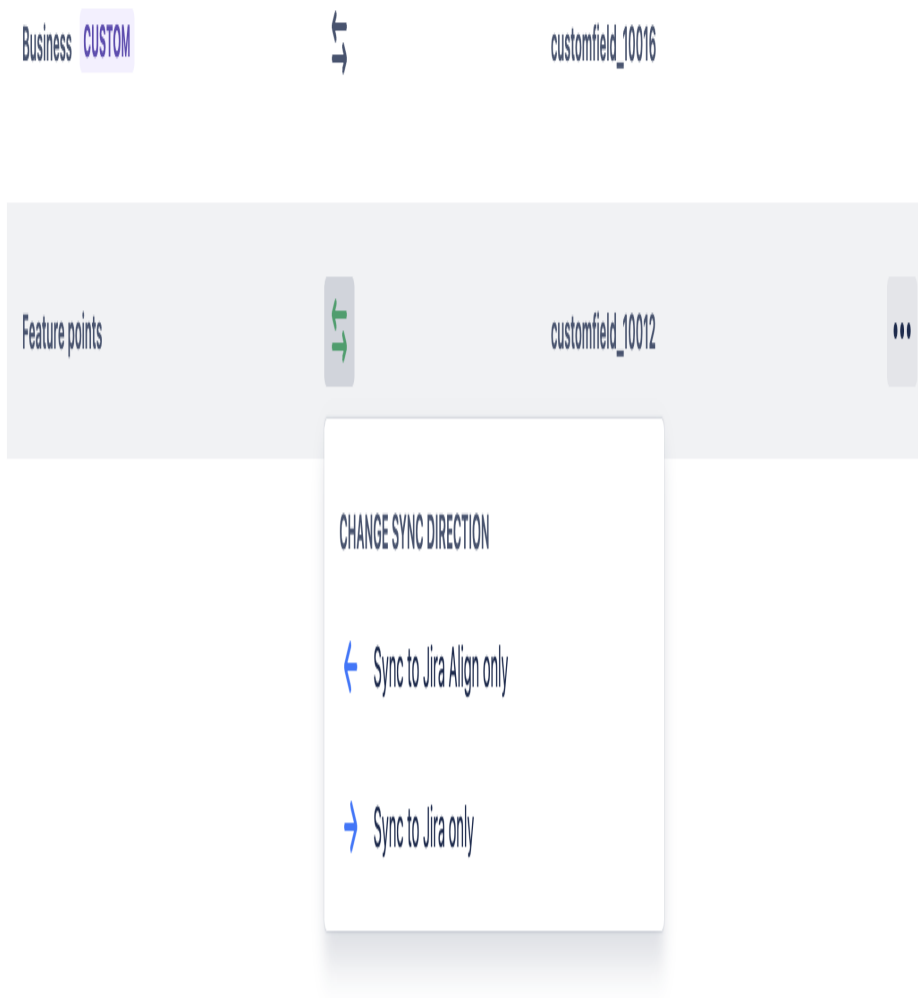 Business CUSTOM customfield_10016
Feature points customfield_10012
CHANGE SYNC DIRECTION
Sync to Jira Align only
Sync to Jira only